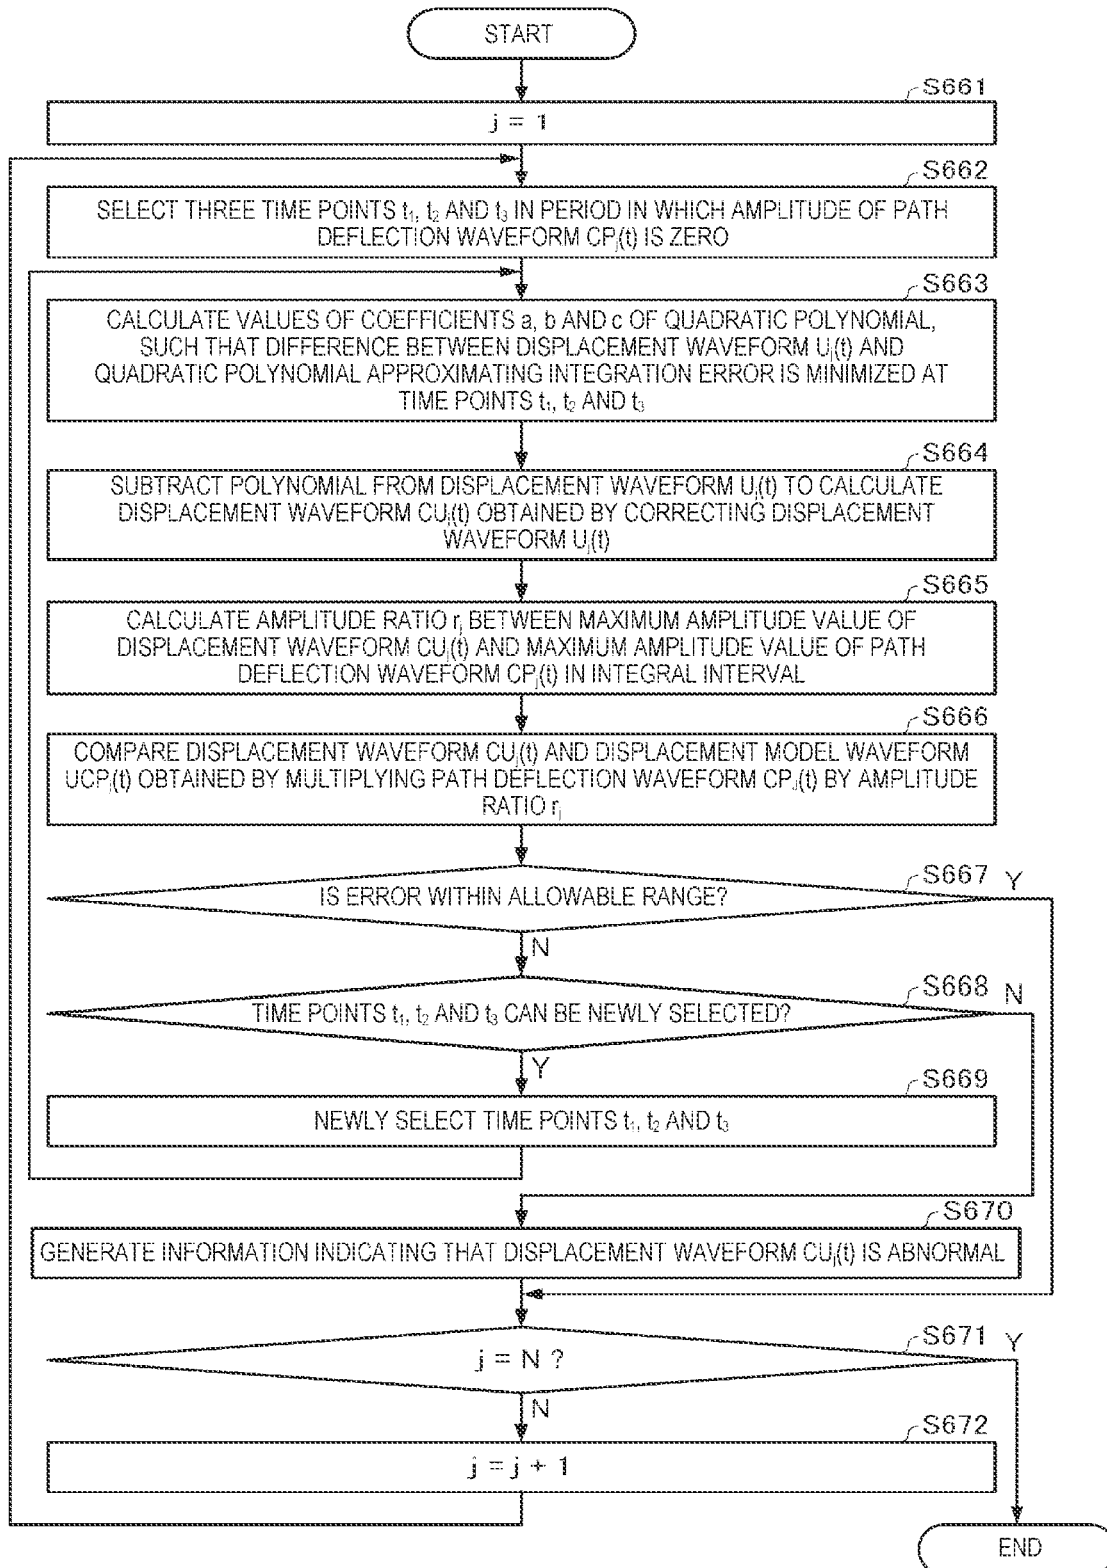 START
S661
j = 1
S662
SELECT THREE TIME POINTS t₁, t₂ AND t₃ IN PERIOD IN WHICH AMPLITUDE OF PATH
DEFLECTION WAVEFORM CPⱼ(t) IS ZERO
S663
CALCULATE VALUES OF COEFFICIENTS a, b AND c OF QUADRATIC POLYNOMIAL,
SUCH THAT DIFFERENCE BETWEEN DISPLACEMENT WAVEFORM Uⱼ(t) AND
QUADRATIC POLYNOMIAL APPROXIMATING INTEGRATION ERROR IS MINIMIZED AT
TIME POINTS t₁, t₂ AND t₃
S664
SUBTRACT POLYNOMIAL FROM DISPLACEMENT WAVEFORM Uⱼ(t) TO CALCULATE
DISPLACEMENT WAVEFORM CUⱼ(t) OBTAINED BY CORRECTING DISPLACEMENT
WAVEFORM Uⱼ(t)
S665
CALCULATE AMPLITUDE RATIO rⱼ BETWEEN MAXIMUM AMPLITUDE VALUE OF
DISPLACEMENT WAVEFORM CUⱼ(t) AND MAXIMUM AMPLITUDE VALUE OF PATH
DEFLECTION WAVEFORM CPⱼ(t) IN INTEGRAL INTERVAL
S666
COMPARE DISPLACEMENT WAVEFORM CUⱼ(t) AND DISPLACEMENT MODEL WAVEFORM
UCPⱼ(t) OBTAINED BY MULTIPLYING PATH DEFLECTION WAVEFORM CPⱼ(t) BY AMPLITUDE
RATIO rⱼ
S667
IS ERROR WITHIN ALLOWABLE RANGE?
Y
N
S668
TIME POINTS t₁, t₂ AND t₃ CAN BE NEWLY SELECTED?
N
Y
S669
NEWLY SELECT TIME POINTS t₁, t₂ AND t₃
S670
GENERATE INFORMATION INDICATING THAT DISPLACEMENT WAVEFORM CUⱼ(t) IS ABNORMAL
S671
j = N ?
Y
N
S672
j = j + 1
END